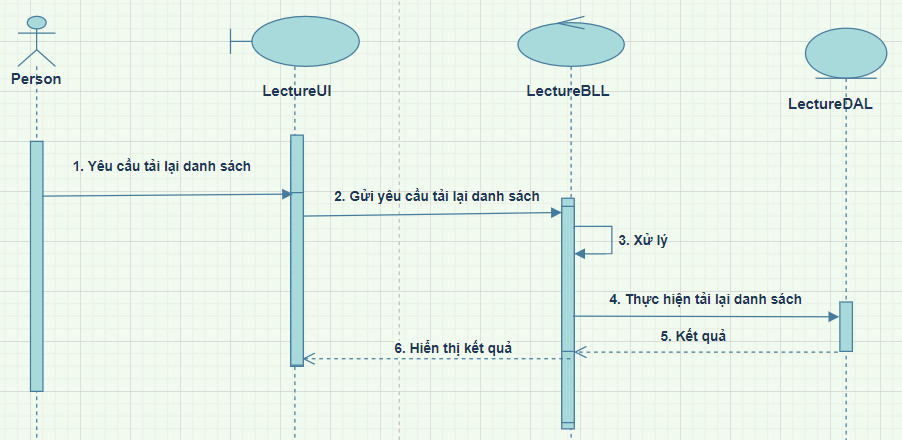 Person
LectureUI
LectureBLL
LectureDAL
1. Yêu cầu tải lại danh sách
2. Gửi yêu cầu tải lại danh sách
3. Xử lý
4. Thực hiện tải lại danh sách
5. Kết quả
6. Hiển thị kết quả